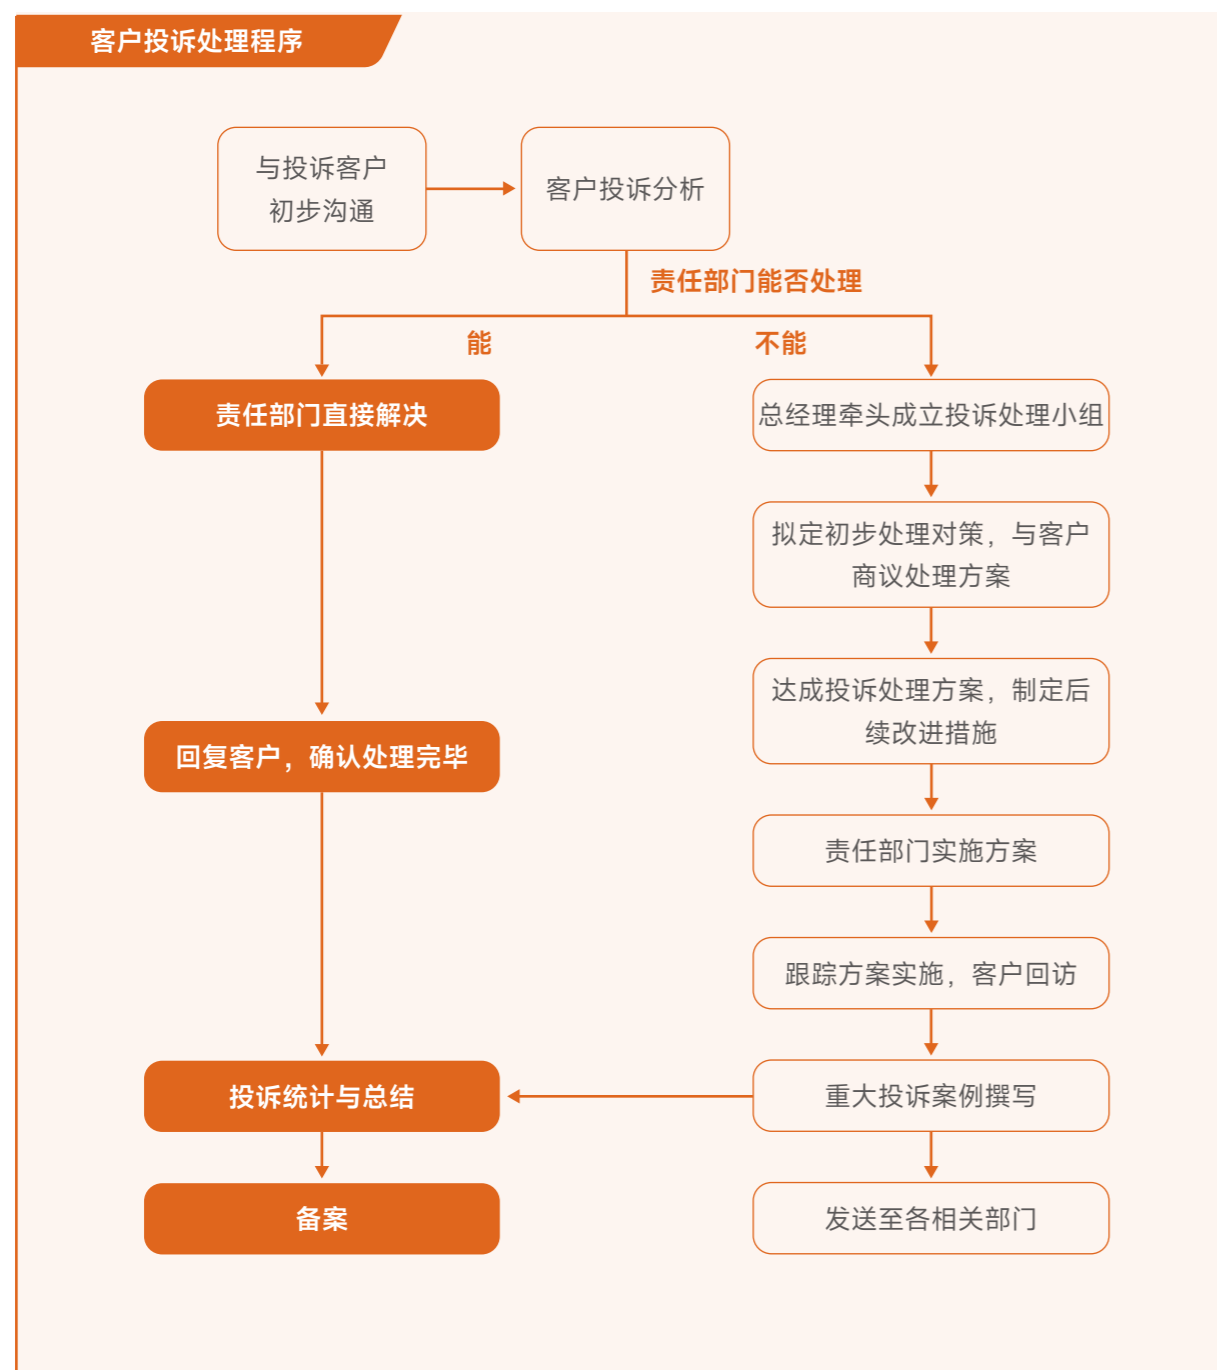 客户投诉处理程序
与投诉客户
初步沟通
客户投诉分析
责任部门能否处理
能
不能
责任部门直接解决
总经理牵头成立投诉处理小组
拟定初步处理对策，与客户
商议处理方案
达成投诉处理方案，制定后
续改进措施
回复客户，确认处理完毕
责任部门实施方案
跟踪方案实施，客户回访
投诉统计与总结
重大投诉案例撰写
备案
发送至各相关部门